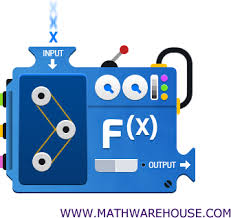 x
x
x
INPUT
F(x)
OUTPUT
WWW.MATHWAREHOUSE.COM